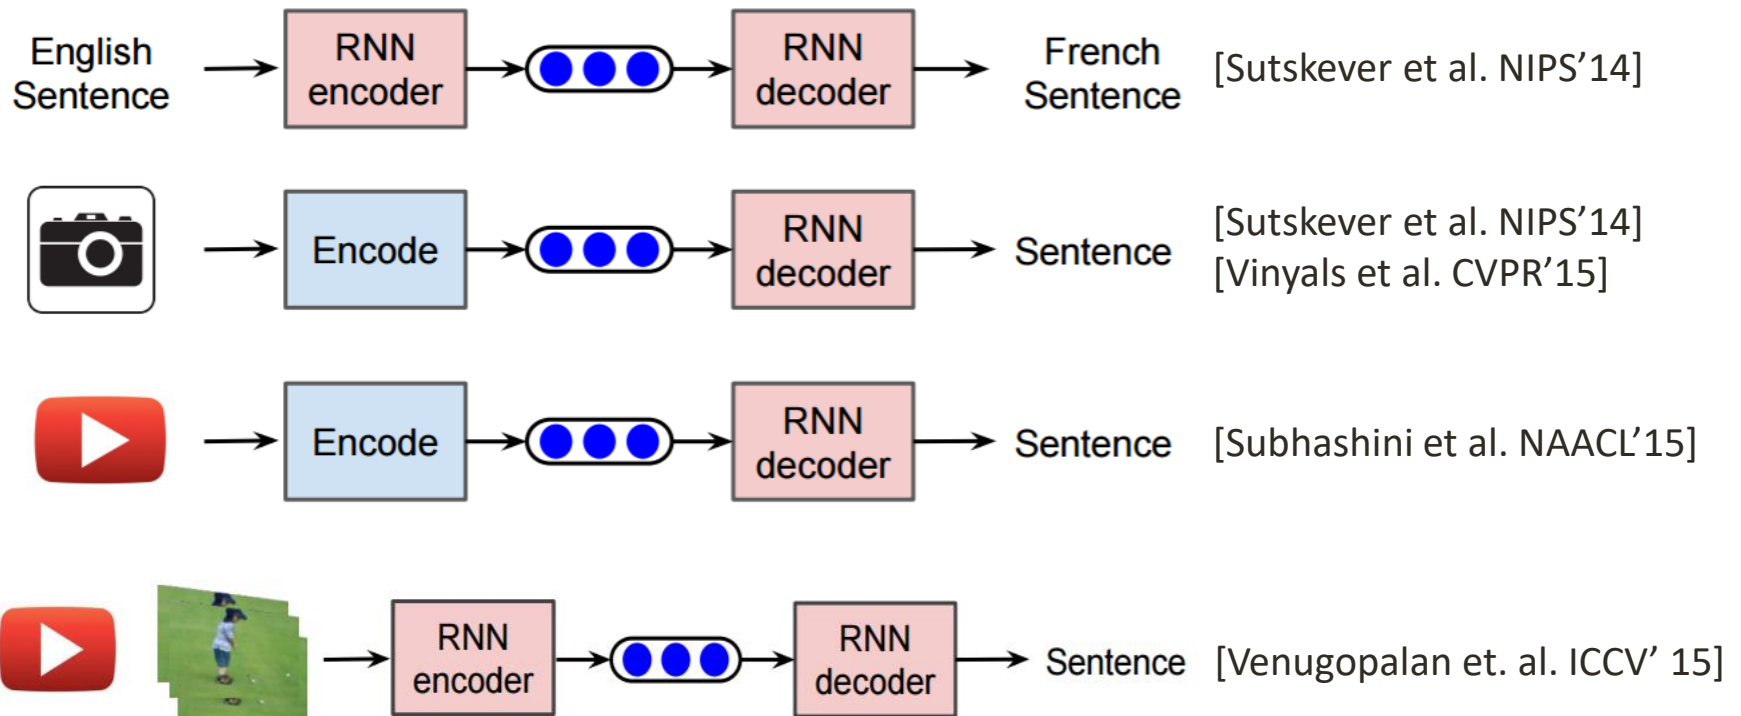 English
Sentence
RNN
encoder
RNN
decoder
French
Sentence
[Sutskever et al. NIPS’14]
Encode
RNN
decoder
Sentence
[Sutskever et al. NIPS’14]
[Vinyals et al. CVPR’15]
Encode
RNN
decoder
Sentence
[Subhashini et al. NAACL’15]
RNN
encoder
RNN
decoder
Sentence
[Venugopalan et. al. ICCV’ 15]